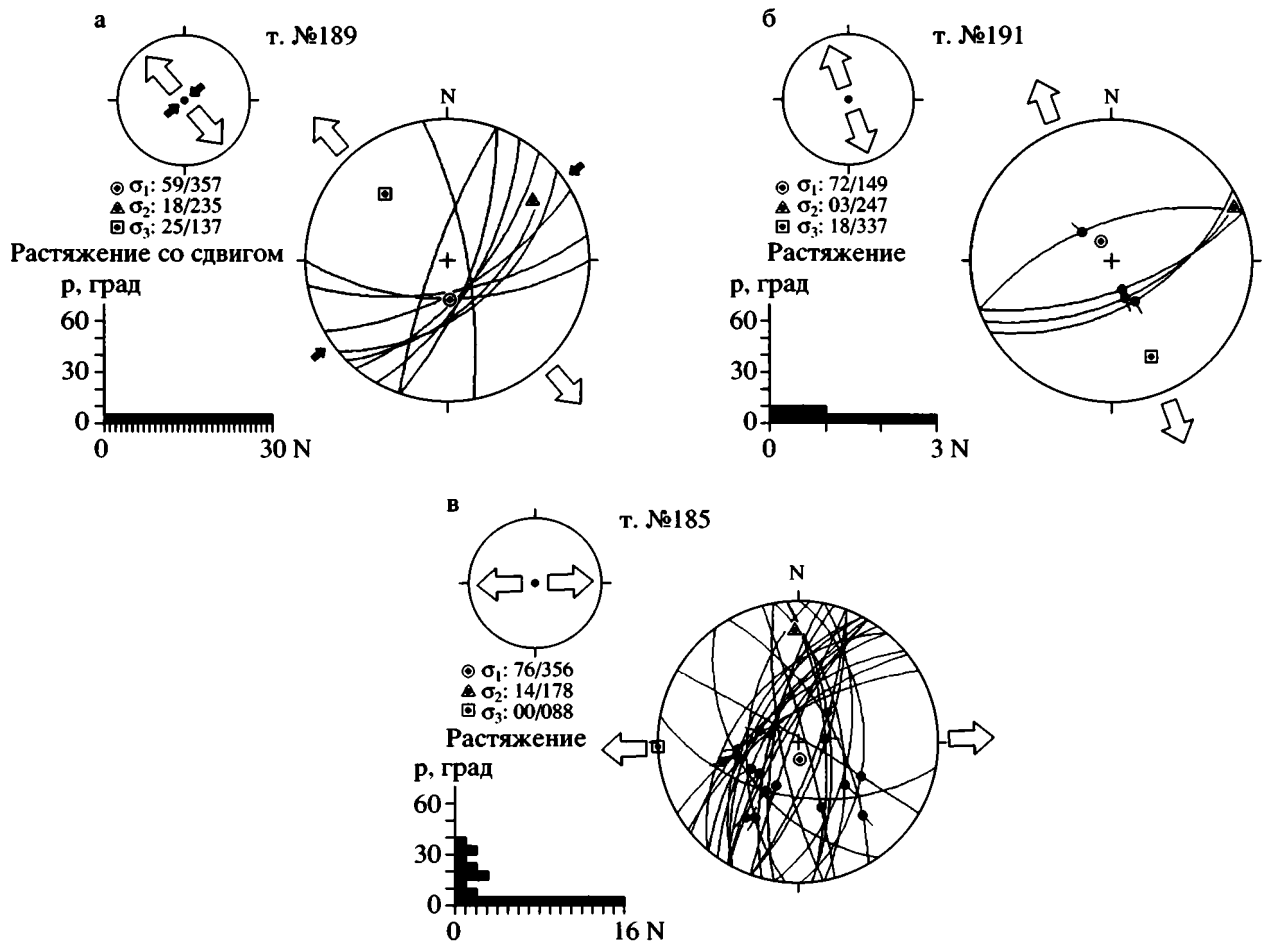 а
т. №189
N
σ1: 59/357
σ2: 18/235
σ3: 25/137
Растяжение со сдвигом
р, град
60
30
0
0 30 N
б
т. №191
N
σ1: 72/149
σ2: 03/247
σ3: 18/337
Растяжение
р, град
60
30
0
0 3 N
в
т. №185
N
σ1: 76/356
σ2: 14/178
σ3: 00/088
Растяжение
р, град
60
30
0
0 16 N